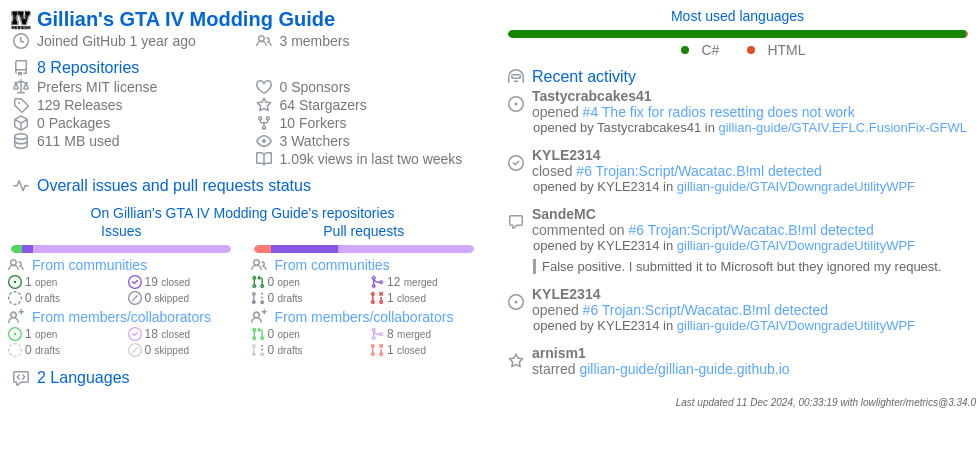 Gillian's GTA IV Modding Guide
Joined GitHub 1 year ago
3 members
8 Repositories
Prefers MIT license
129 Releases
0 Packages
611 MB used
0 Sponsors
64 Stargazers
10 Forkers
3 Watchers
1.09k views in last two weeks
Overall issues and pull requests status
On Gillian's GTA IV Modding Guide's repositories
Issues
From communities
1 open
19 closed
0 drafts
0 skipped
From members/collaborators
1 open
18 closed
0 drafts
0 skipped
Pull requests
From communities
0 open
12 merged
0 drafts
1 closed
From members/collaborators
0 open
8 merged
0 drafts
1 closed
2 Languages
Most used languages
C#
HTML
Recent activity
Tastycrabcakes41
opened #4 The fix for radios resetting does not work
opened by Tastycrabcakes41 in gillian-guide/GTAIV.EFLC.FusionFix-GFWL
KYLE2314
closed #6 Trojan:Script/Wacatac.B!ml detected
opened by KYLE2314 in gillian-guide/GTAIVDowngradeUtilityWPF
SandeMC
commented on #6 Trojan:Script/Wacatac.B!ml detected
opened by KYLE2314 in gillian-guide/GTAIVDowngradeUtilityWPF
False positive. I submitted it to Microsoft but they ignored my request.
KYLE2314
opened #6 Trojan:Script/Wacatac.B!ml detected
opened by KYLE2314 in gillian-guide/GTAIVDowngradeUtilityWPF
arnism1
starred gillian-guide/gillian-guide.github.io
Last updated 11 Dec 2024, 00:33:19 with lowlighter/metrics@3.34.0